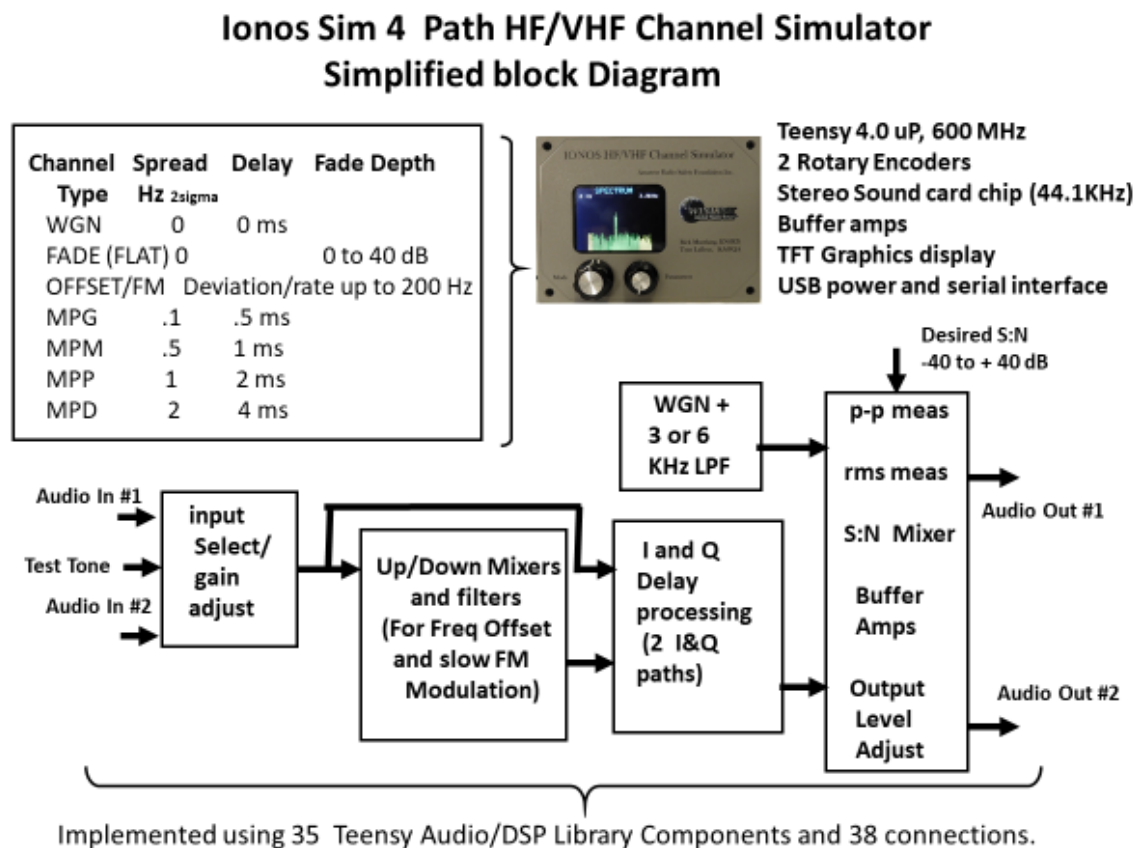 Ionos Sim 4 Path HF/VHF Channel Simulator
Simplified block Diagram
Channel Spread Delay Fade Depth
Type Hz 2sigma
WGN 0 0 ms
FADE (FLAT) 0 0 to 40 dB
OFFSET/FM Deviation/rate up to 200 Hz
MPG .1 .5 ms
MPM .5 1 ms
MPP 1 2 ms
MPD 2 4 ms
IONOS HF/VHF Channel Simulator
SPECTRUM
Teensy 4.0 uP, 600 MHz
2 Rotary Encoders
Stereo Sound card chip (44.1KHz)
Buffer amps
TFT Graphics display
USB power and serial interface
Desired S:N
-40 to + 40 dB
WGN +
3 or 6
KHz LPF
p-p meas
rms meas
S:N Mixer
Buffer
Amps
Output
Level
Adjust
Audio Out #1
Audio Out #2
Audio In #1
Test Tone
Audio In #2
input
Select/
gain
adjust
Up/Down Mixers
and filters
(For Freq Offset
and slow FM
Modulation)
I and Q
Delay
processing
(2 I&Q
paths)
Implemented using 35 Teensy Audio/DSP Library Components and 38 connections.